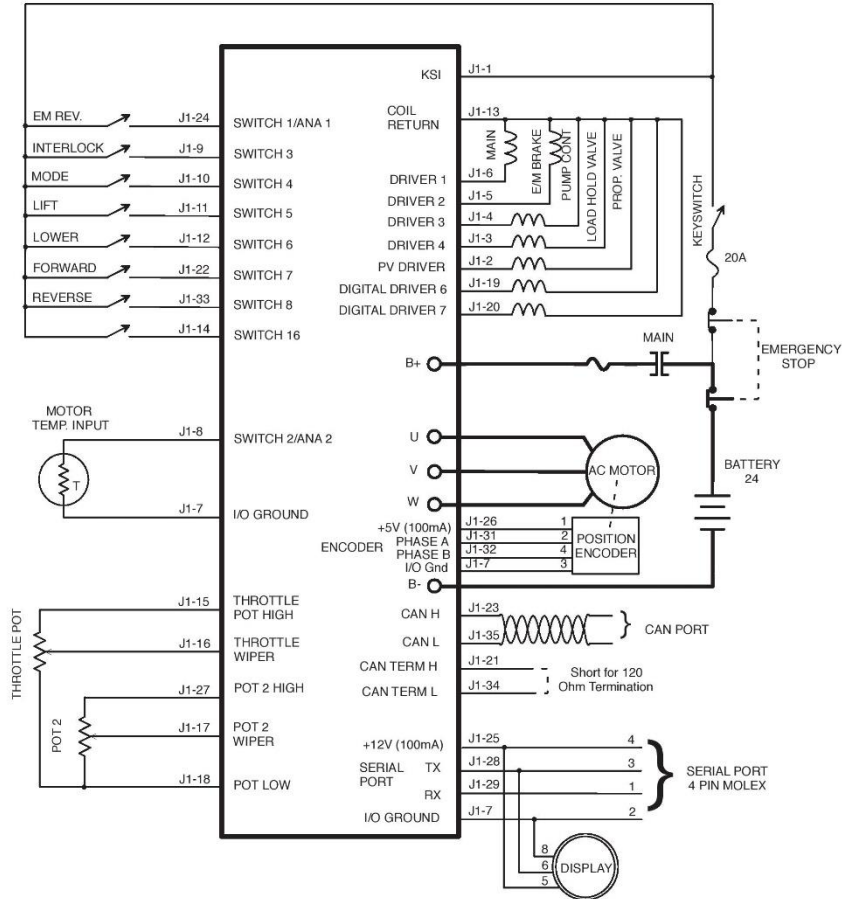 KSI
J1-1
EM REV.
J1-24
SWITCH 1/ANA 1
INTERLOCK
J1-9
SWITCH 3
MODE
J1-10
SWITCH 4
LIFT
J1-11
SWITCH 5
LOWER
J1-12
SWITCH 6
FORWARD
J1-22
SWITCH 7
REVERSE
J1-33
SWITCH 8
J1-14
SWITCH 16
COIL
RETURN
J1-13
MAIN
E/M BRAKE
PUMP CONT
LOAD HOLD VALVE
PROP. VALVE
DRIVER 1
J1-6
DRIVER 2
J1-5
DRIVER 3
J1-4
DRIVER 4
J1-3
PV DRIVER
J1-2
DIGITAL DRIVER 6
J1-19
DIGITAL DRIVER 7
J1-20
KEYSWITCH
20A
EMERGENCY
STOP
B+
MAIN
BATTERY
24
MOTOR
TEMP. INPUT
T
J1-8
SWITCH 2/ANA 2
J1-7
I/O GROUND
U
V
W
AC MOTOR
ENCODER
+5V (100mA)
J1-26
1
PHASE A
J1-31
2
PHASE B
J1-32
4
I/O Gnd
J1-7
3
POSITION
ENCODER
B-
THROTTLE POT
J1-15
THROTTLE
POT HIGH
J1-16
THROTTLE
WIPER
POT 2
J1-27
POT 2 HIGH
J1-17
POT 2
WIPER
J1-18
POT LOW
CAN H
J1-23
CAN L
J1-35
CAN PORT
CAN TERM H
J1-21
CAN TERM L
J1-34
Short for 120
Ohm Termination
SERIAL
PORT
+12V (100mA)
J1-25
4
TX
J1-28
3
RX
J1-29
1
I/O GROUND
J1-7
2
SERIAL PORT
4 PIN MOLEX
8
6
5
DISPLAY